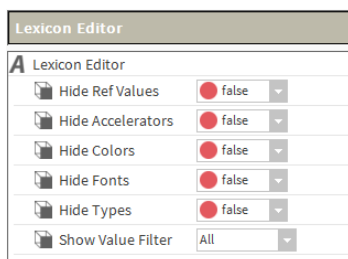 Lexicon Editor
A Lexicon Editor
Hide Ref Values false
Hide Accelerators false
Hide Colors false
Hide Fonts false
Hide Types false
Show Value Filter All